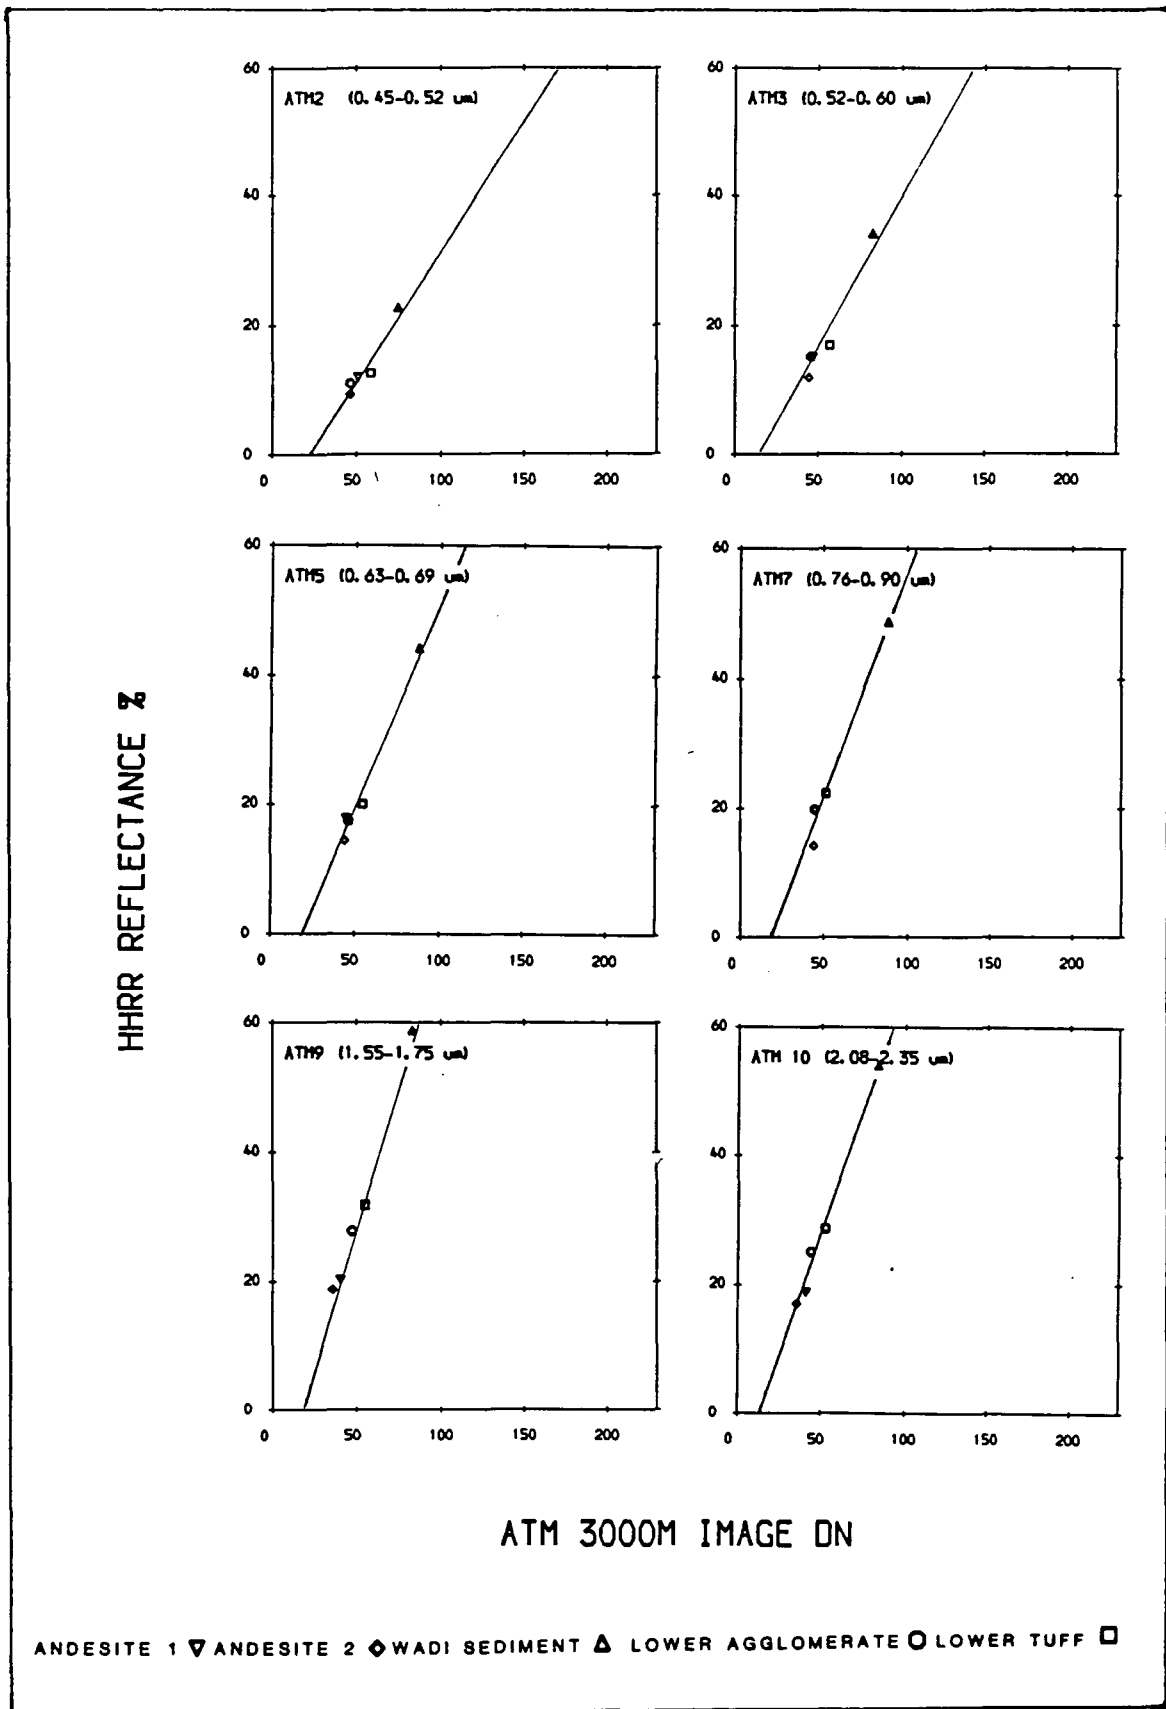 60
40
20
0
ATM2 (0.45-0.52 um)
0 50 100 150 200
60
40
20
0
ATM3 (0.52-0.60 um)
0 50 100 150 200
60
40
20
0
ATM5 (0.63-0.69 um)
0 50 100 150 200
60
40
20
0
ATM7 (0.76-0.90 um)
0 50 100 150 200
60
40
20
0
ATM9 (1.55-1.75 um)
0 50 100 150 200
60
40
20
0
ATM 10 (2.08-2.35 um)
0 50 100 150 200
HHRR REFLECTANCE %
ATM 3000M IMAGE DN
ANDESITE 1 ▽ ANDESITE 2 ◇ WADI SEDIMENT △ LOWER AGGLOMERATE ○ LOWER TUFF □